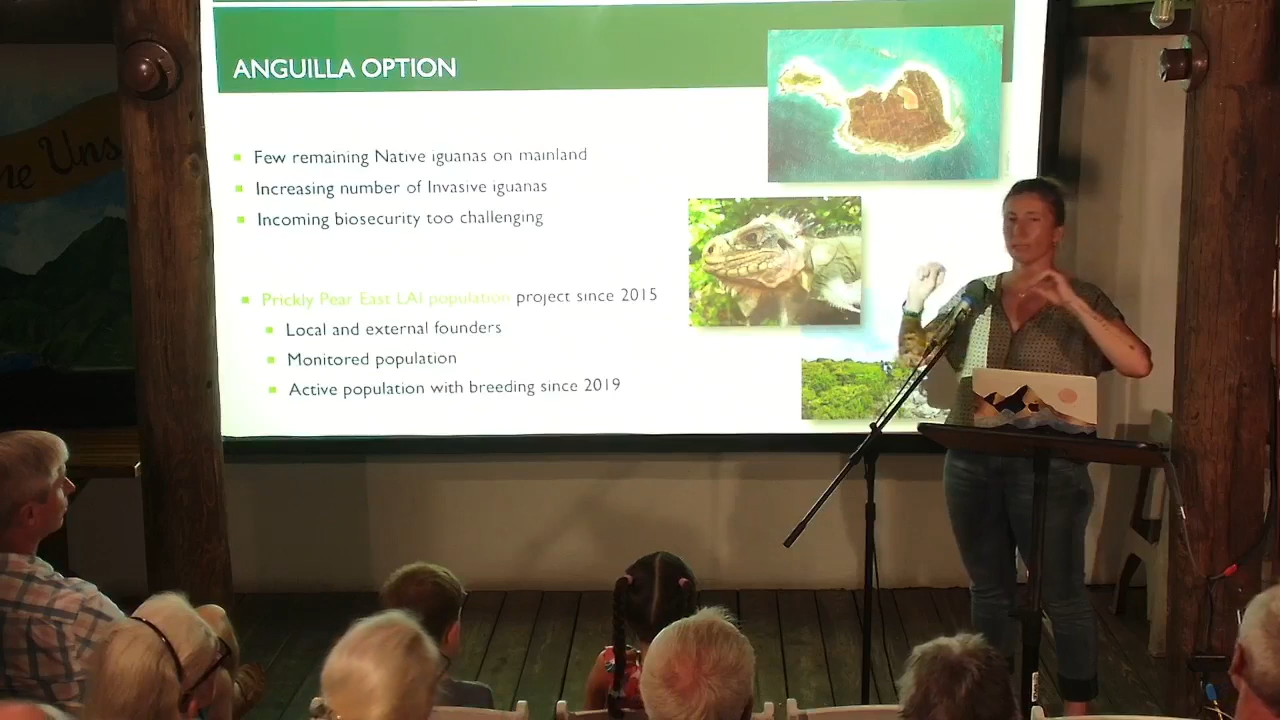 ANGUILLA OPTION
Few remaining Native iguanas on mainland
Increasing number of Invasive iguanas
Incoming biosecurity too challenging
Prickly Pear East LAI population project since 2015
Local and external founders
Monitored population
Active population with breeding since 2019